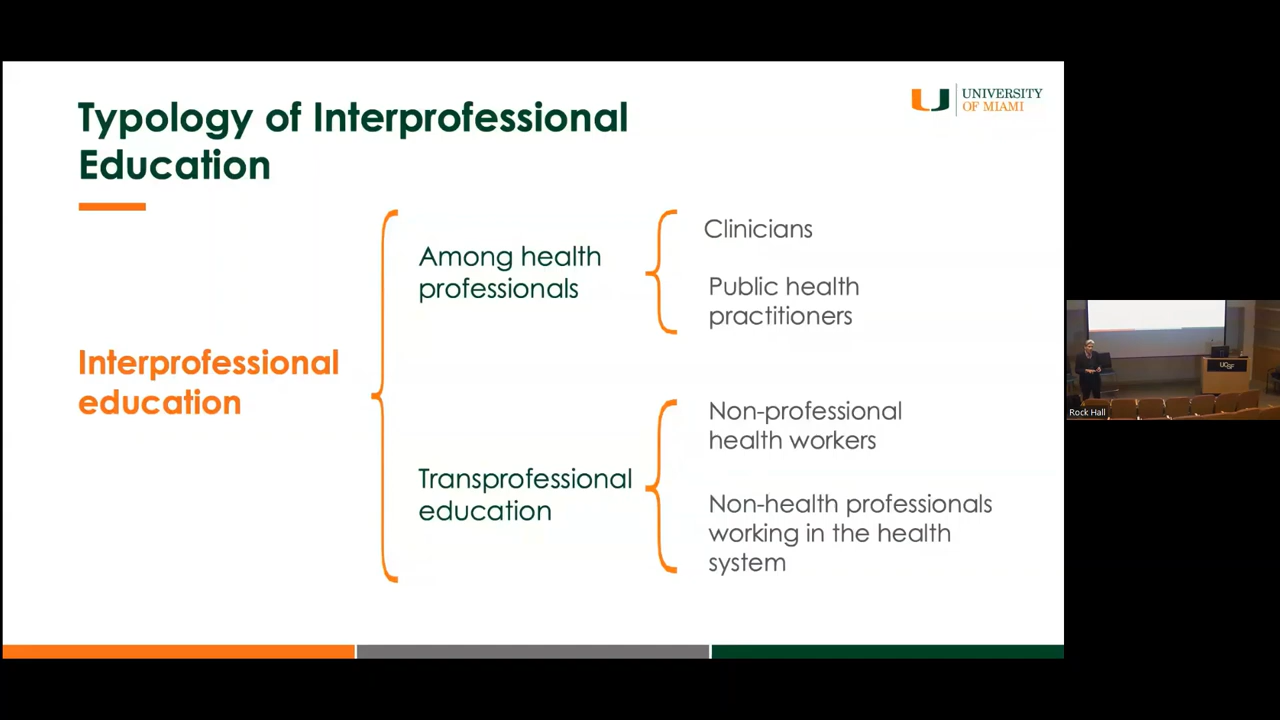 Typology of Interprofessional
Education
UNIVERSITY
OF MIAMI
Interprofessional
education
Among health
professionals
Clinicians
Public health
practitioners
Transprofessional
education
Non-professional
health workers
Non-health professionals
working in the health
system
UCSF
Rock Hall